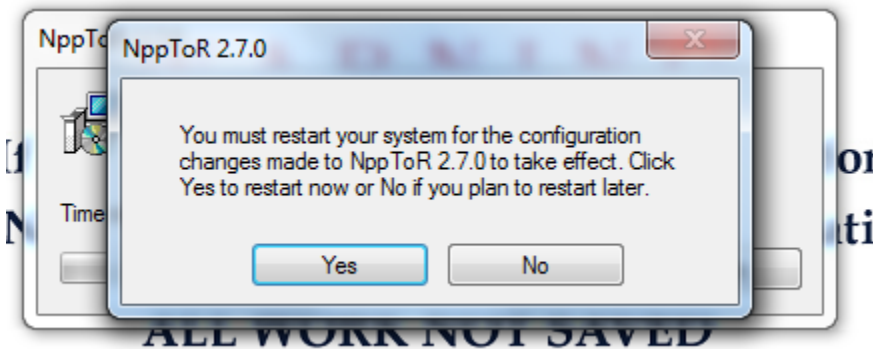 NppToR 2.7.0
You must restart your system for the configuration
changes made to NppToR 2.7.0 to take effect. Click
Yes to restart now or No if you plan to restart later.
Time
Yes
No
ALL WORK NOT SAVED